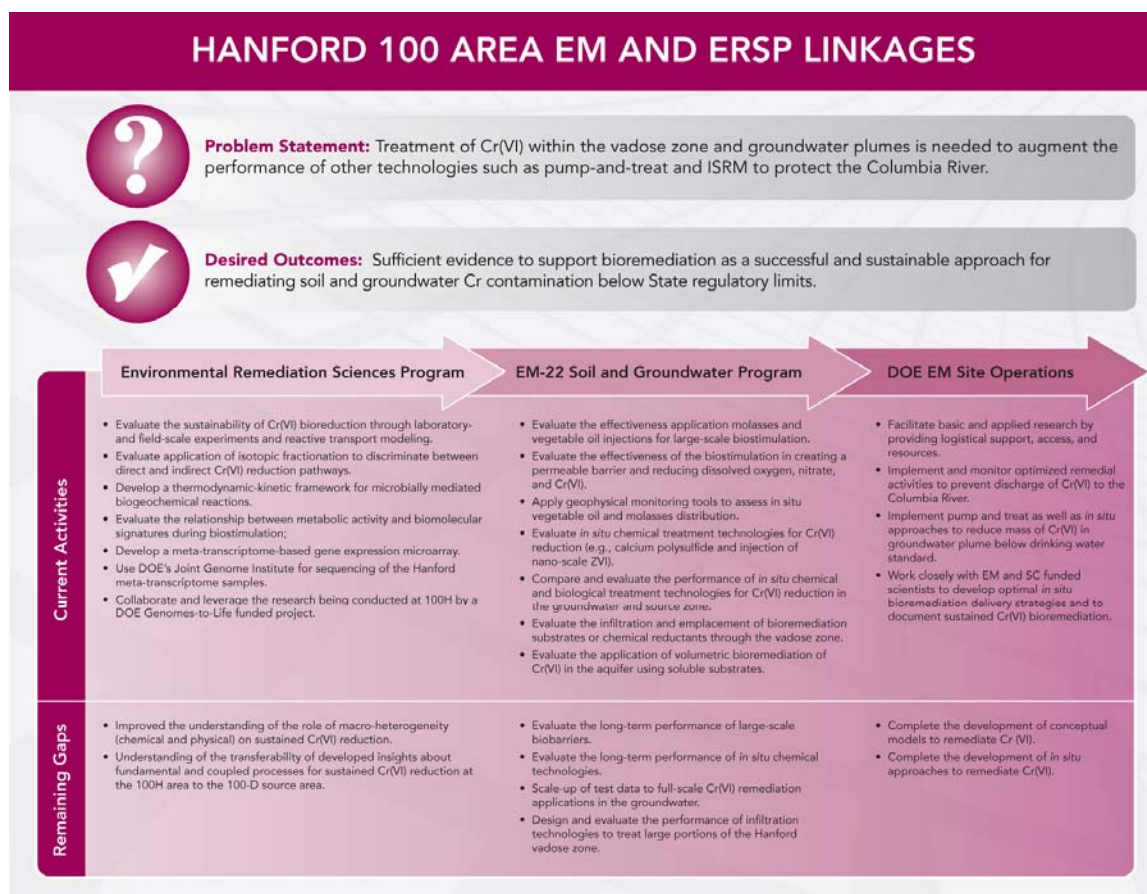 HANFORD 100 AREA EM AND ERSP LINKAGES
?
Problem Statement: Treatment of Cr(VI) within the vadose zone and groundwater plumes is needed to augment the
performance of other technologies such as pump-and-treat and ISRM to protect the Columbia River.
Desired Outcomes: Sufficient evidence to support bioremediation as a successful and sustainable approach for
remediating soil and groundwater Cr contamination below State regulatory limits.
Environmental Remediation Sciences Program
EM-22 Soil and Groundwater Program
DOE EM Site Operations
Current Activities
• Evaluate the sustainability of Cr(VI) bioreduction through laboratory-
and field-scale experiments and reactive transport modeling.
• Evaluate application of isotopic fractionation to discriminate between
direct and indirect Cr(VI) reduction pathways.
• Develop a thermodynamic-kinetic framework for microbially mediated
biogeochemical reactions.
• Evaluate the relationship between metabolic activity and biomolecular
signatures during biostimulation;
• Develop a meta-transcriptome-based gene expression microarray.
• Use DOE's Joint Genome Institute for sequencing of the Hanford
meta-transcriptome samples.
• Collaborate and leverage the research being conducted at 100H by a
DOE Genomes-to-Life funded project.
• Evaluate the effectiveness application molasses and
vegetable oil injections for large-scale biostimulation.
• Evaluate the effectiveness of the biostimulation in creating a
permeable barrier and reducing dissolved oxygen, nitrate,
and Cr(VI).
• Apply geophysical monitoring tools to assess in situ
vegetable oil and molasses distribution.
• Evaluate in situ chemical treatment technologies for Cr(VI)
reduction (e.g., calcium polysulfide and injection of
nano-scale ZVI).
• Compare and evaluate the performance of in situ chemical
and biological treatment technologies for Cr(VI) reduction in
the groundwater and source zone.
• Evaluate the infiltration and emplacement of bioremediation
substrates or chemical reductants through the vadose zone.
• Evaluate the application of volumetric bioremediation of
Cr(VI) in the aquifer using soluble substrates.
• Facilitate basic and applied research by
providing logistical support, access, and
resources.
• Implement and monitor optimized remedial
activities to prevent discharge of Cr(VI) to the
Columbia River.
• Implement pump and treat as well as in situ
approaches to reduce mass of Cr(VI) in
groundwater plume below drinking water
standard.
• Work closely with EM and SC funded
scientists to develop optimal in situ
bioremediation delivery strategies and to
document sustained Cr(VI) bioremediation.
Remaining Gaps
• Improved the understanding of the role of macro-heterogeneity
(chemical and physical) on sustained Cr(VI) reduction.
• Understanding of the transferability of developed insights about
fundamental and coupled processes for sustained Cr(VI) reduction at
the 100H area to the 100-D source area.
• Evaluate the long-term performance of large-scale
biobarriers.
• Evaluate the long-term performance of in situ chemical
technologies.
• Scale-up of test data to full-scale Cr(VI) remediation
applications in the groundwater.
• Design and evaluate the performance of infiltration
technologies to treat large portions of the Hanford
vadose zone.
• Complete the development of conceptual
models to remediate Cr (VI).
• Complete the development of in situ
approaches to remediate Cr(VI).